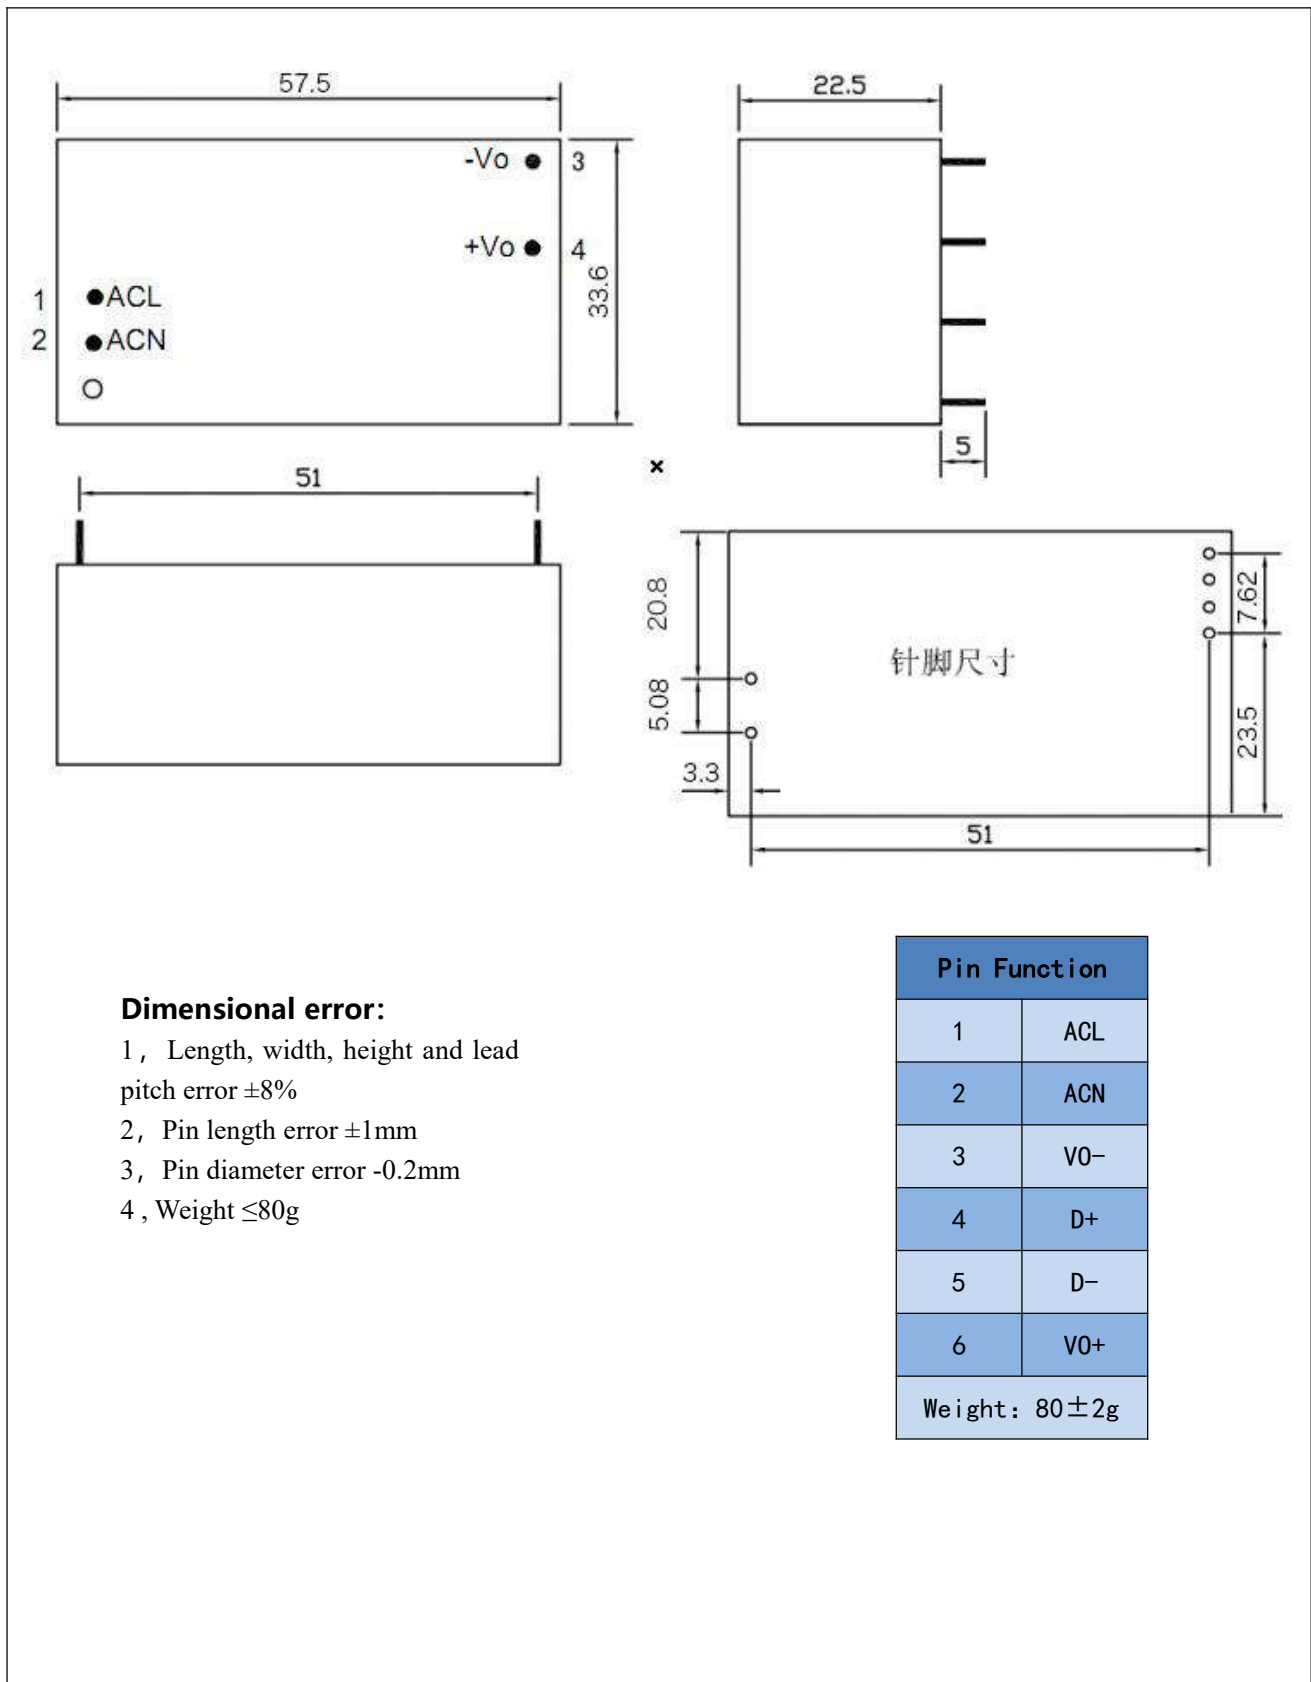 57.5
22.5
-Vo 3
+Vo 4
33.6
1 ACL
2 ACN
5
51
×
20.8
7.62
针脚尺寸
5.08
23.5
3.3
51
Pin Function
1 ACL
2 ACN
3 VO-
4 D+
5 D-
6 VO+
Weight: 80±2g
Dimensional error:
1, Length, width, height and lead
pitch error ±8%
2, Pin length error ±1mm
3, Pin diameter error -0.2mm
4 , Weight ≤80g